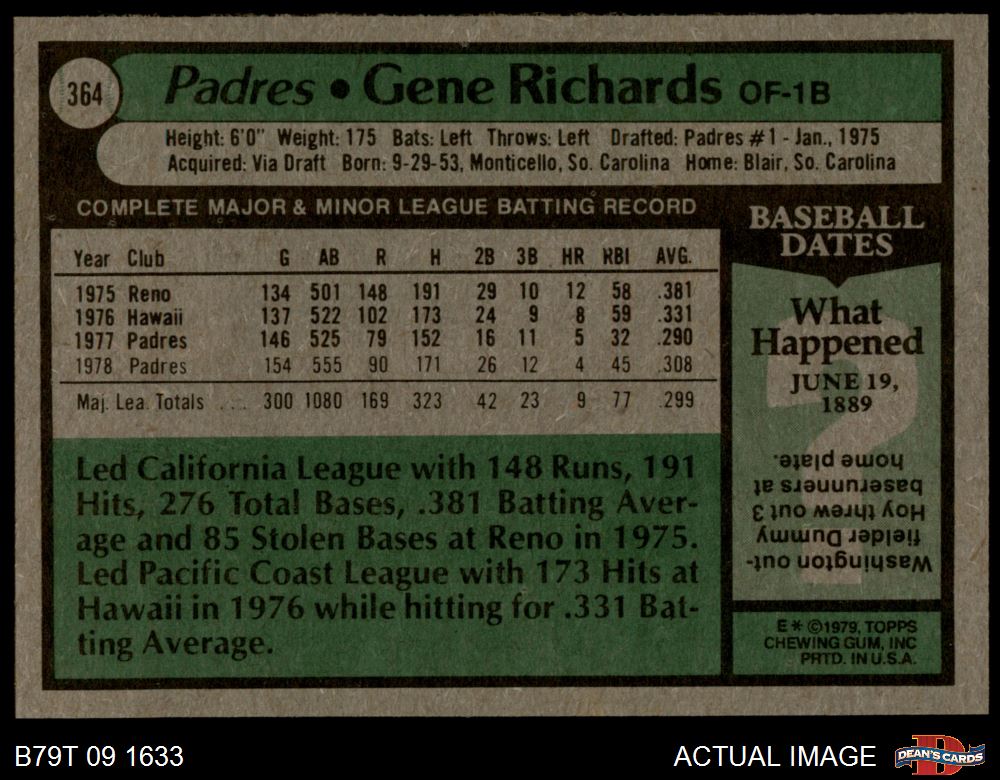 364
Padres • Gene Richards OF-1B
Height: 6'0" Weight: 175 Bats: Left Throws: Left Drafted: Padres #1 - Jan., 1975
Acquired: Via Draft Born: 9-29-53, Monticello, So. Carolina Home: Blair, So. Carolina
COMPLETE MAJOR & MINOR LEAGUE BATTING RECORD
Year Club G AB R H 2B 3B HR RBI AVG.
1975 Reno 134 501 148 191 29 10 12 58 .381
1976 Hawaii 137 522 102 173 24 9 8 59 .331
1977 Padres 146 525 79 152 16 11 5 32 .290
1978 Padres 154 555 90 171 26 12 4 45 .308
Maj. Lea. Totals ... 300 1080 169 323 42 23 9 77 .299
Led California League with 148 Runs, 191
Hits, 276 Total Bases, .381 Batting Aver-
age and 85 Stolen Bases at Reno in 1975.
Led Pacific Coast League with 173 Hits at
Hawaii in 1976 while hitting for .331 Bat-
ting Average.
BASEBALL
DATES
What
Happened
JUNE 19,
1889
?
Washington out-
fielder Dummy
Hoy threw out 3
baserunners at
home plate.
E * ©1979, TOPPS
CHEWING GUM, INC
PRTD. IN U.S.A.
B79T 09 1633
ACTUAL IMAGE
D
DEAN'S CARDS